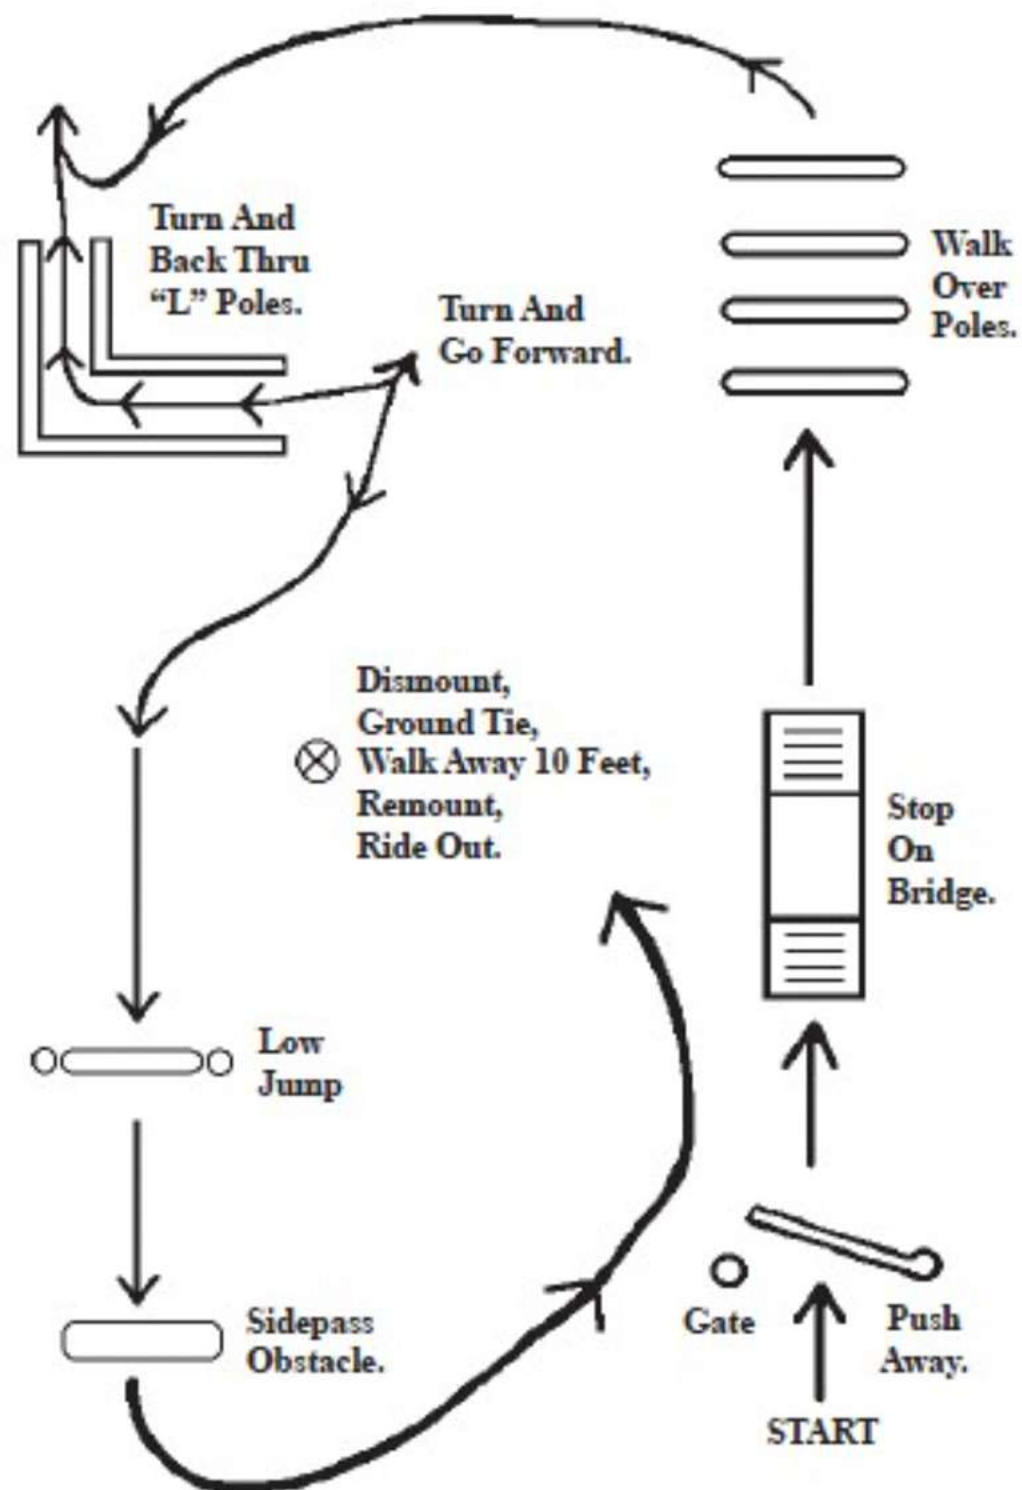 Turn And
Back Thru
“L” Poles.
Turn And
Go Forward.
Walk
Over
Poles.
Dismount,
Ground Tie,
Walk Away 10 Feet,
Remount,
Ride Out.
Stop
On
Bridge.
Low
Jump
Sidepass
Obstacle.
Gate
Push
Away.
START